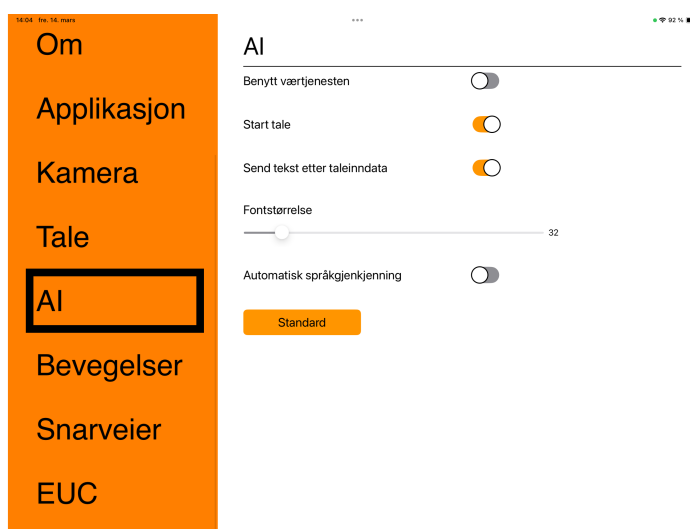 14:04 fre. 14. mars
92 %
Om
Applikasjon
Kamera
Tale
AI
Bevegelser
Snarveier
EUC
AI
Benytt værtjenesten
Start tale
Send tekst etter taleinndata
Fontstørrelse
32
Automatisk språkgjenkjenning
Standard